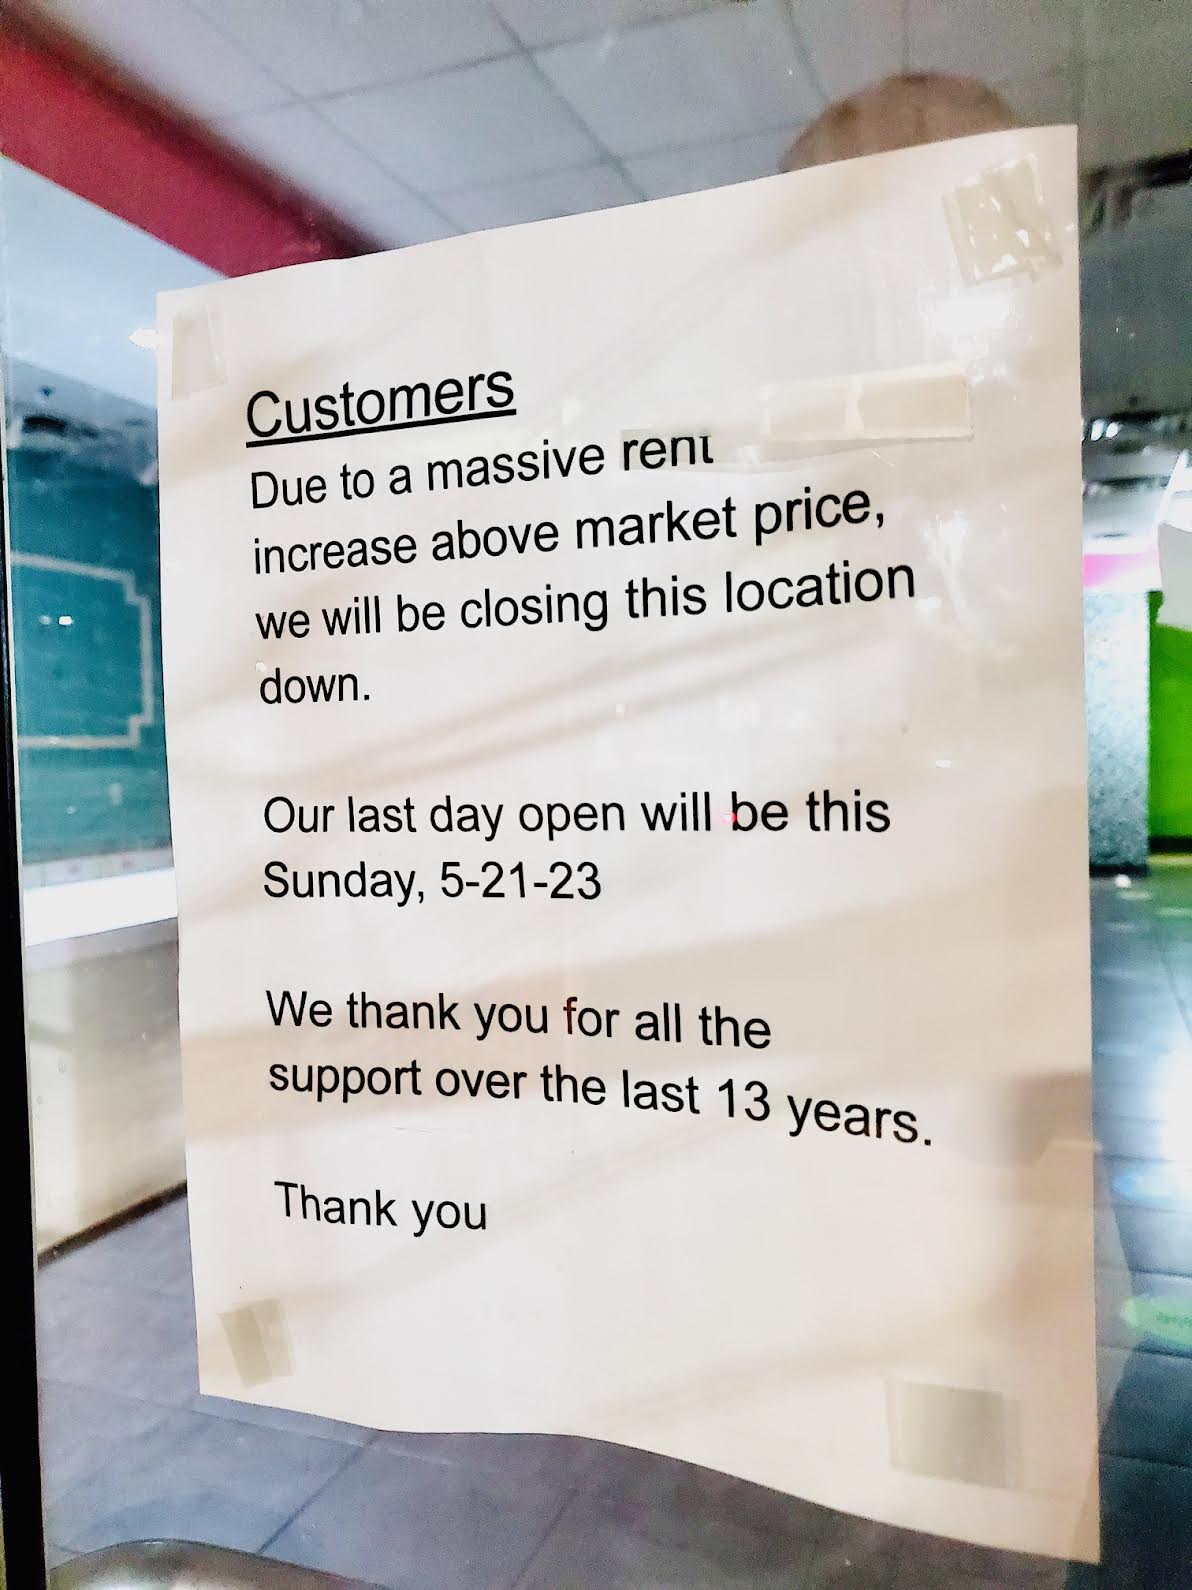 Customers
Due to a massive rent
increase above market price,
we will be closing this location
down.
Our last day open will be this
Sunday, 5-21-23
We thank you for all the
support over the last 13 years.
Thank you